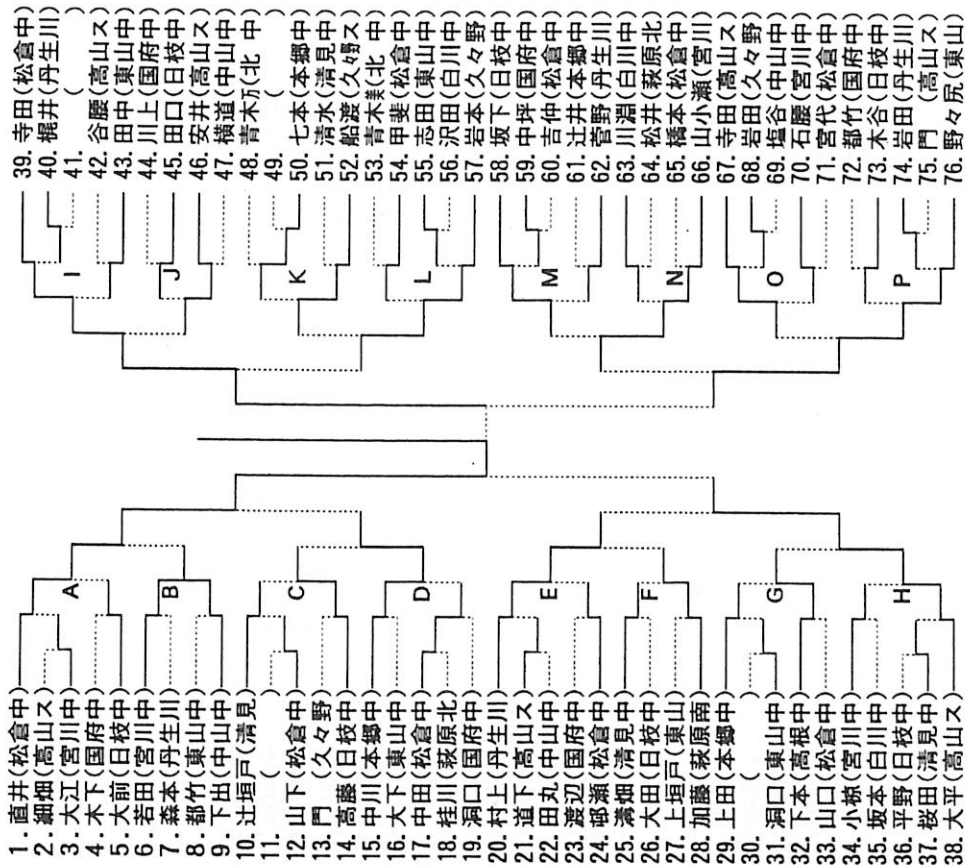 1. 直井(松倉中)
2. 細畑(高山ス)
3. 大江(宮川中)
4. 木下(国府中)
5. 大前(日枝中)
6. 若田(宮川中)
7. 森本(丹生川)
8. 都竹(東山中)
9. 下出(中山中)
10. 辻垣戸(清見)
11. ( )
12. 山下(松倉中)
13. 門(久々野)
14. 高藤(日枝中)
15. 中川(本郷中)
16. 大下(東山中)
17. 中田(松倉中)
18. 桂川(萩原北)
19. 洞口(国府中)
20. 村上(丹生川)
21. 道下(高山ス)
22. 田丸(中山中)
23. 渡辺(国府中)
24. 瀬(松倉中)
25. 溝畑(清見中)
26. 大田(日枝中)
27. 上垣戸(東山)
28. 加藤(萩原南)
29. 上田(本郷中)
30. ( )
31. 洞口(東山中)
32. 下本(高根中)
33. 山口(松倉中)
34. 小椋(宮川中)
35. 坂本(白川中)
36. 平野(日枝中)
37. 桜田(清見中)
38. 大平(高山ス)
A
B
C
D
E
F
G
H
I
J
K
L
M
N
O
P
39. 寺田(松倉中)
40. 梶井(丹生川)
41. ( )
42. 谷腰(高山ス)
43. 田中(東山中)
44. 川上(国府中)
45. 田口(日枝中)
46. 安井(高山ス)
47. 横道(中山中)
48. 青木万(北 中)
49. ( )
50. 七本(本郷中)
51. 清水(清見中)
52. 船渡(久々野ス)
53. 青木美(北 中)
54. 甲斐(松倉中)
55. 志田(東山中)
56. 沢田(白川中)
57. 岩本(久々野)
58. 坂下(日枝中)
59. 中坪(国府中)
60. 吉仲(松倉中)
61. 辻井(本郷中)
62. 菅野(丹生川)
63. 川淵(白川中)
64. 松井(萩原北)
65. 橋本(松倉中)
66. 山小瀬(宮川)
67. 寺田(高山ス)
68. 岩田(久々野)
69. 塩谷(中山中)
70. 石腰(宮川中)
71. 宮代(松倉中)
72. 都竹(国府中)
73. 木谷(日枝中)
74. 岩田(丹生川)
75. 門(高山ス)
76. 野々尻(東山)